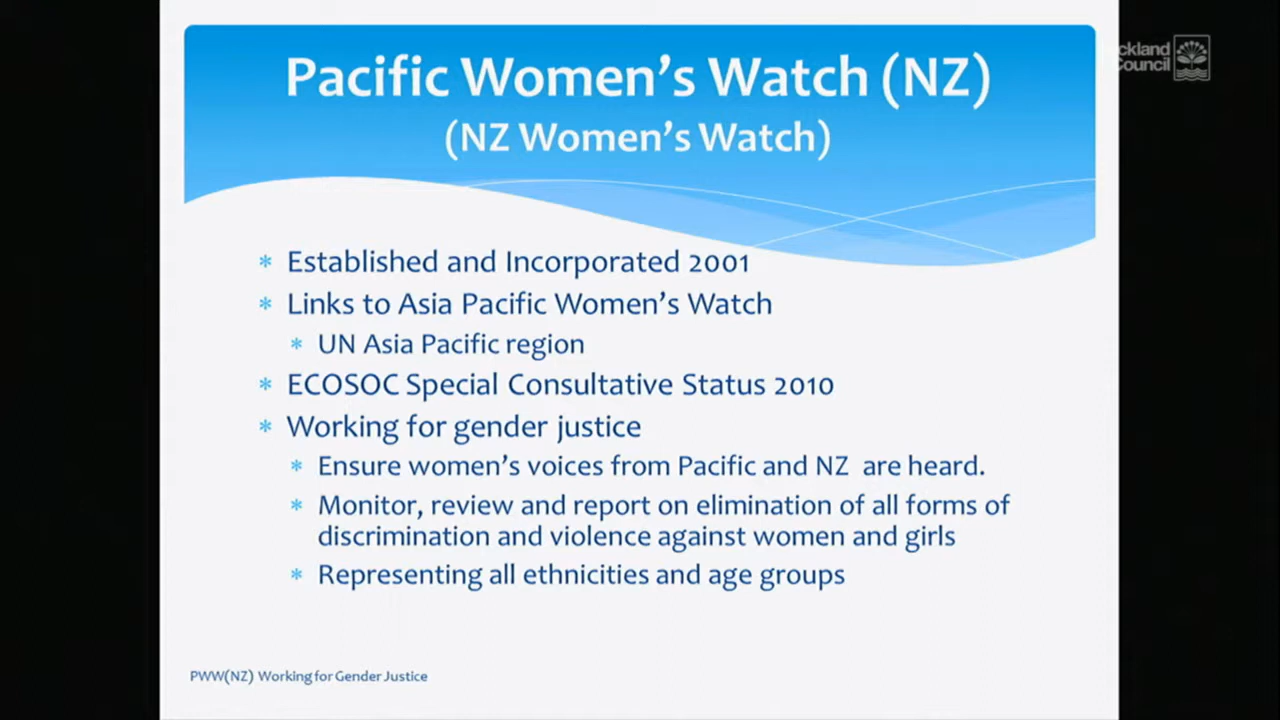 Pacific Women's Watch (NZ)
(NZ Women's Watch)
ckland
Council
* Established and Incorporated 2001
* Links to Asia Pacific Women's Watch
* UN Asia Pacific region
* ECOSOC Special Consultative Status 2010
* Working for gender justice
* Ensure women's voices from Pacific and NZ are heard.
* Monitor, review and report on elimination of all forms of
discrimination and violence against women and girls
* Representing all ethnicities and age groups
PWW(NZ) Working for Gender Justice